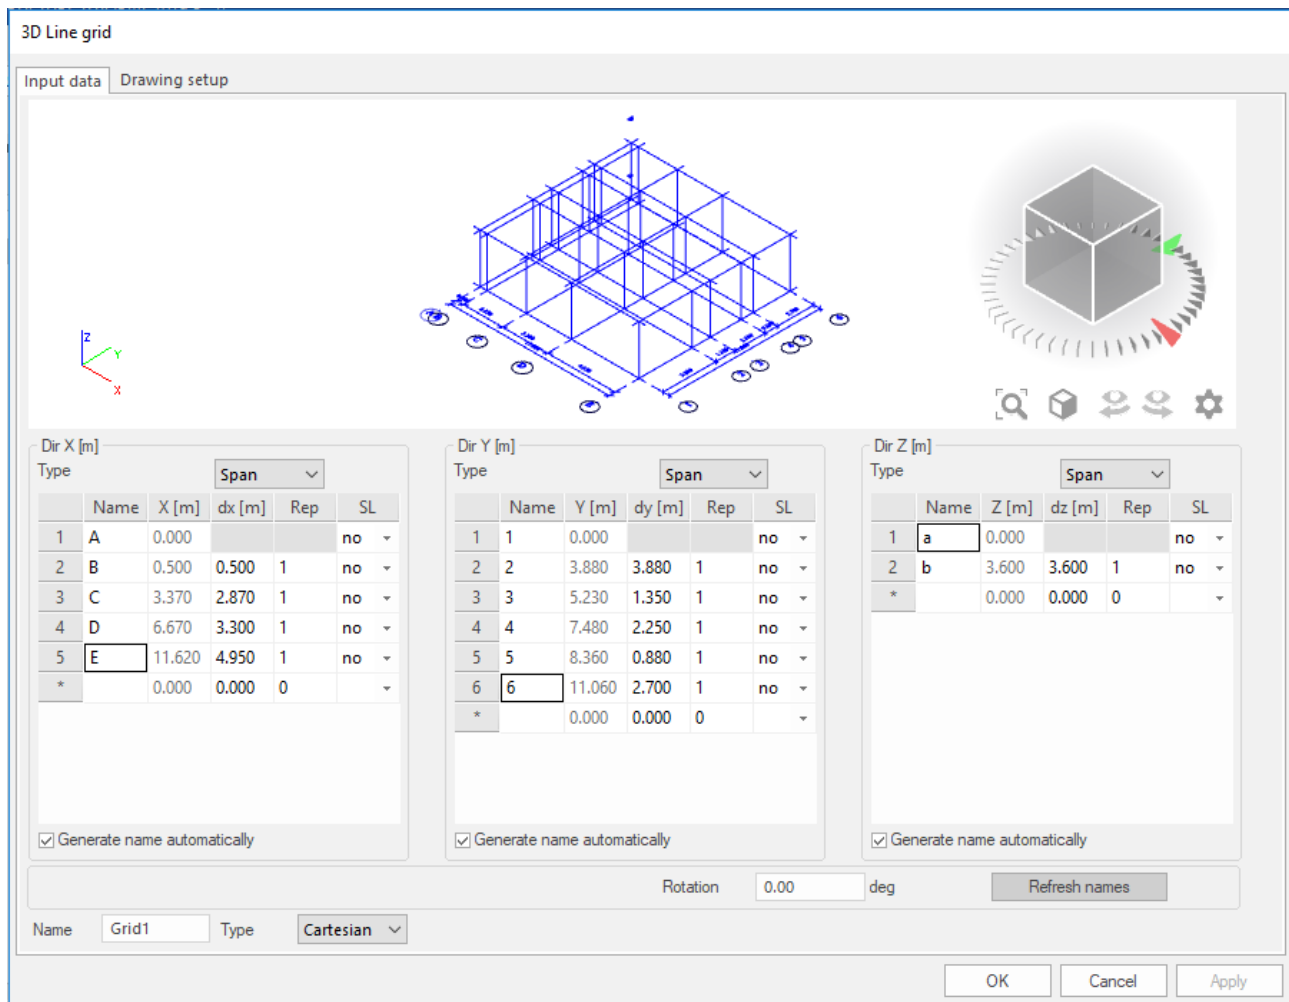 3D Line grid
Input data Drawing setup
Z
Y
X
Dir X [m]
Type Span
Name X [m] dx [m] Rep SL
1 A 0.000 no
2 B 0.500 0.500 1 no
3 C 3.370 2.870 1 no
4 D 6.670 3.300 1 no
5 E 11.620 4.950 1 no
* 0.000 0.000 0
Generate name automatically
Dir Y [m]
Type Span
Name Y [m] dy [m] Rep SL
1 1 0.000 no
2 2 3.880 3.880 1 no
3 3 5.230 1.350 1 no
4 4 7.480 2.250 1 no
5 5 8.360 0.880 1 no
6 6 11.060 2.700 1 no
* 0.000 0.000 0
Generate name automatically
Dir Z [m]
Type Span
Name Z [m] dz [m] Rep SL
1 a 0.000 no
2 b 3.600 3.600 1 no
* 0.000 0.000 0
Generate name automatically
Rotation 0.00 deg Refresh names
Name Grid1 Type Cartesian
OK Cancel Apply